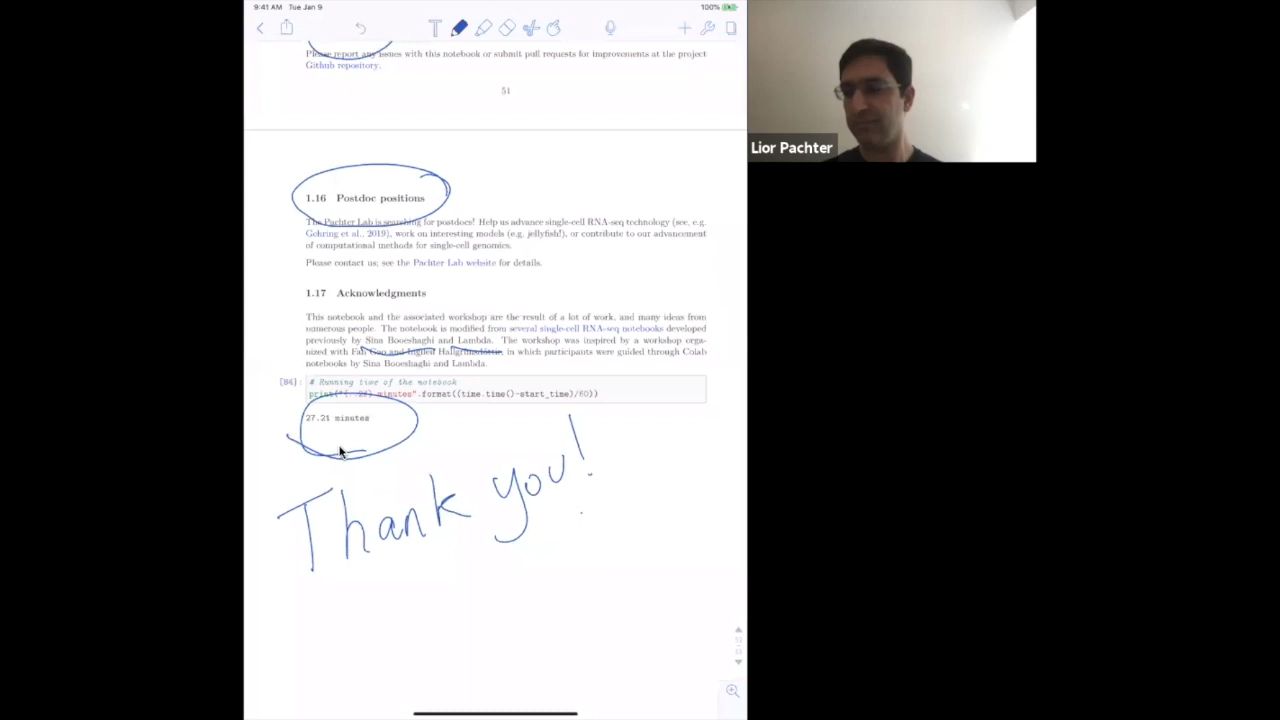 9:41 AM Tue Jan 9
100%
Please report any issues with this notebook or submit pull requests for improvements at the project
Github repository.
51
Lior Pachter
1.16 Postdoc positions
The Pachter Lab is searching for postdocs! Help us advance single-cell RNA-seq technology (see, e.g.
Gehring et al., 2019), work on interesting models (e.g. jellyfish!), or contribute to our advancement
of computational methods for single-cell genomics.
Please contact us; see the Pachter Lab website for details.
1.17 Acknowledgments
This notebook and the associated workshop are the result of a lot of work, and many ideas from
numerous people. The notebook is modified from several single-cell RNA-seq notebooks developed
previously by Sina Booeshaghi and Lambda. The workshop was inspired by a workshop orga-
nized with Fan Gao and in which participants were guided through Colab
notebooks by Sina Booeshaghi and Lambda.
[86]: # Running time of the notebook
minutes".format((time.time()-start_time)/60))
27.21 minutes
Thank you!